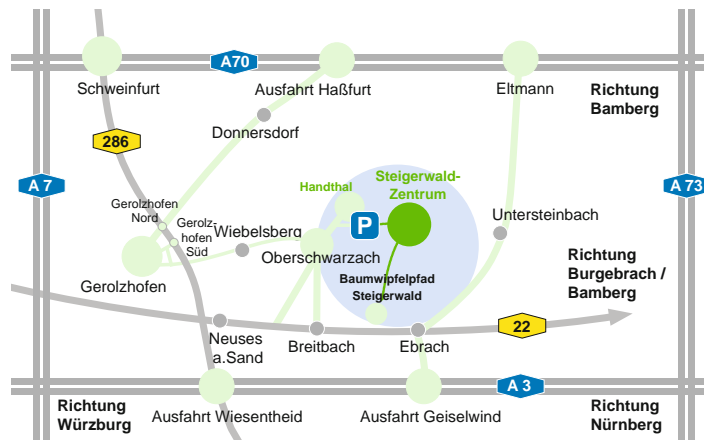 A70
Schweinfurt
Ausfahrt Haßfurt
Eltmann
Richtung
Bamberg
Donnersdorf
286
A 7
A 73
Handthal
Steigerwald-
Zentrum
Gerolzhofen
Nord
Gerolz-
hofen
Süd
Wiebelsberg
P
Untersteinbach
Oberschwarzach
Gerolzhofen
Baumwipfelpfad
Steigerwald
Richtung
Burgebrach /
Bamberg
22
Neuses
a.Sand
Breitbach
Ebrach
A 3
Richtung
Würzburg
Ausfahrt Wiesentheid
Ausfahrt Geiselwind
Richtung
Nürnberg